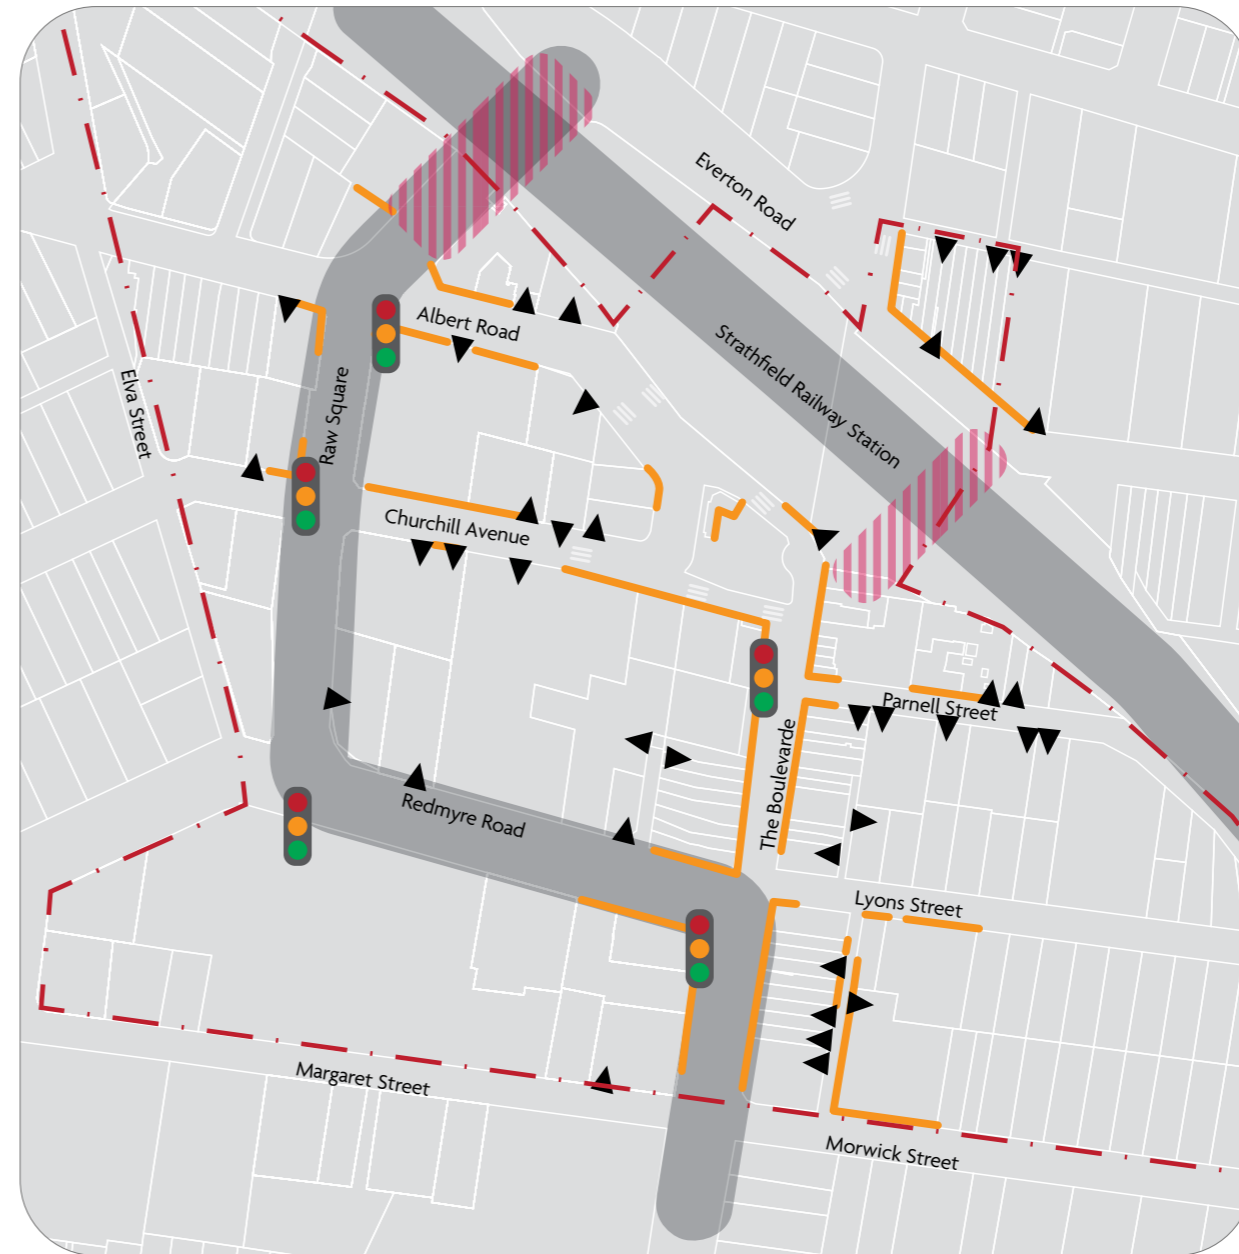 Everton Road
Albert Road
Strathfield Railway Station
Elva Street
Raw Square
Churchill Avenue
Parnell Street
The Boulevarde
Redmyre Road
Lyons Street
Margaret Street
Morwick Street